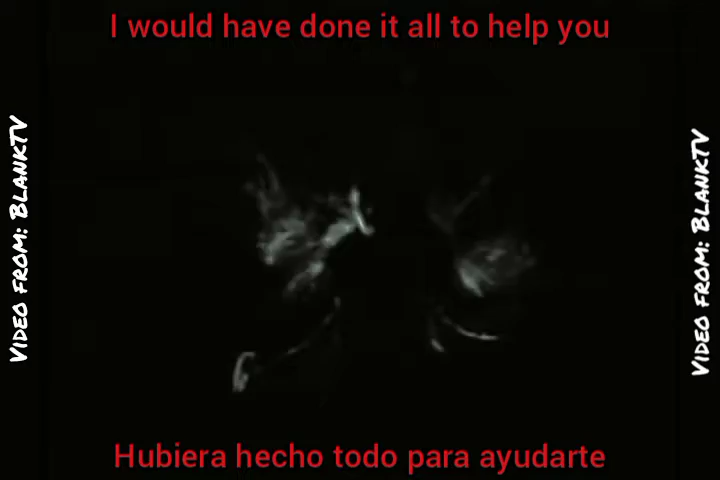 I would have done it all to help you
Video from: BlankTV
Video from: BlankTV
Hubiera hecho todo para ayudarte